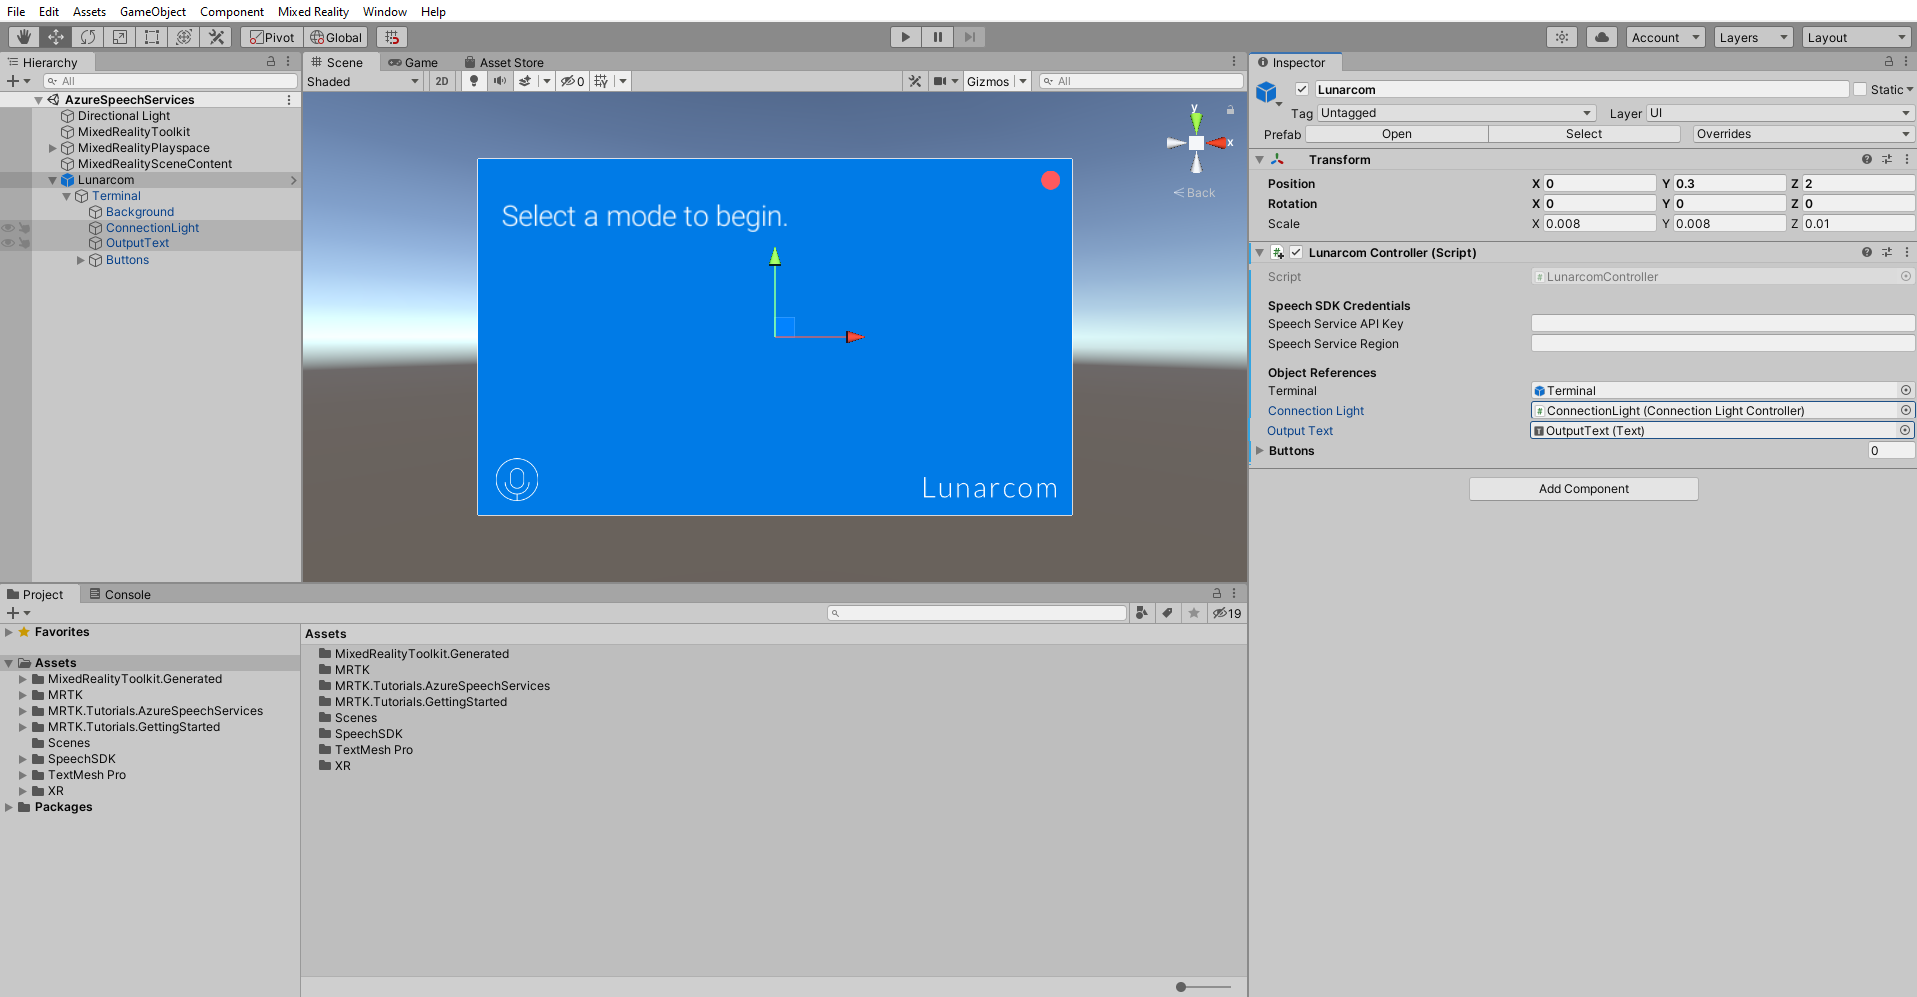 File Edit Assets GameObject Component Mixed Reality Window Help
Pivot Global Account Layers Layout
Hierarchy
All
AzureSpeechServices
Directional Light
MixedRealityToolkit
MixedRealityPlayspace
MixedRealitySceneContent
Lunarcom
Terminal
Background
ConnectionLight
OutputText
Buttons
Scene Game Asset Store
Shaded 2D 0 Gizmos All
y
x
Back
Select a mode to begin.
Lunarcom
Inspector
Lunarcom Static
Tag Untagged Layer UI
Prefab Open Select Overrides
Transform
Position X 0 Y 0.3 Z 2
Rotation X 0 Y 0 Z 0
Scale X 0.008 Y 0.008 Z 0.01
Lunarcom Controller (Script)
Script LunarcomController
Speech SDK Credentials
Speech Service API Key
Speech Service Region
Object References
Terminal Terminal
Connection Light ConnectionLight (Connection Light Controller)
Output Text OutputText (Text)
Buttons 0
Add Component
Project Console
19
Favorites
Assets
MixedRealityToolkit.Generated
MRTK
MRTK.Tutorials.AzureSpeechServices
MRTK.Tutorials.GettingStarted
Scenes
SpeechSDK
TextMesh Pro
XR
Packages
Assets
MixedRealityToolkit.Generated
MRTK
MRTK.Tutorials.AzureSpeechServices
MRTK.Tutorials.GettingStarted
Scenes
SpeechSDK
TextMesh Pro
XR